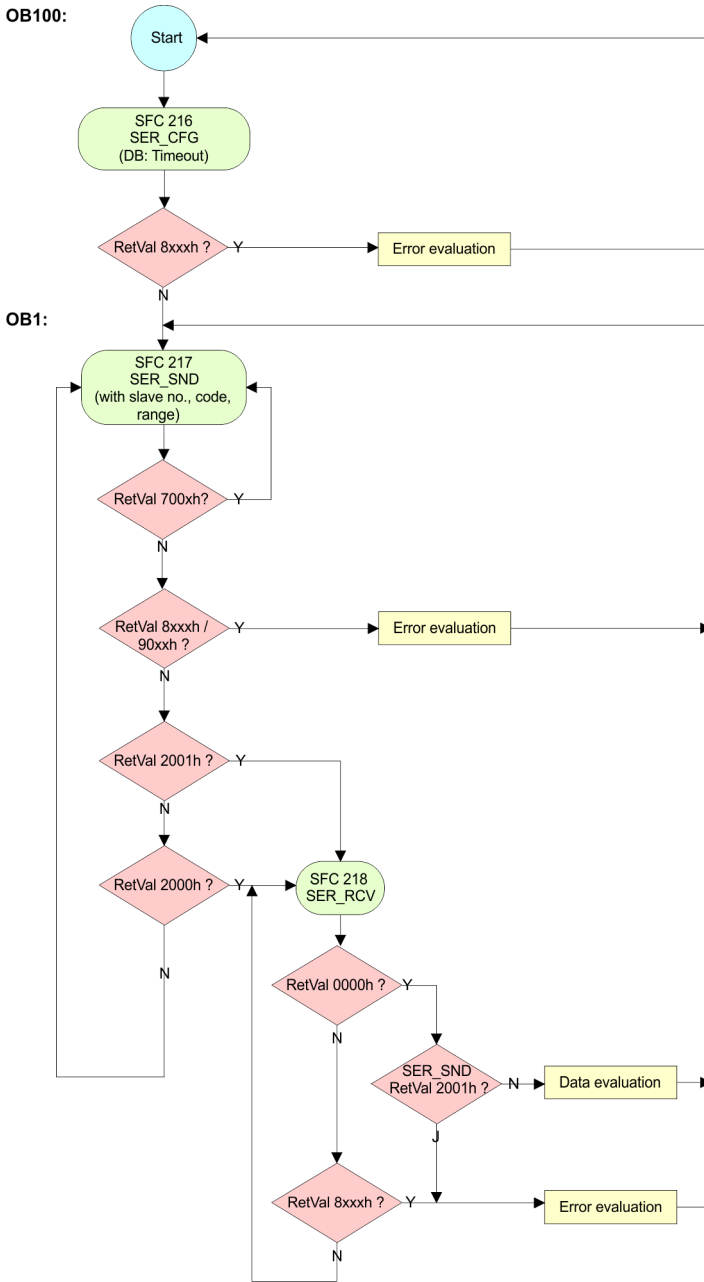 OB100:
Start
SFC 216
SER_CFG
(DB: Timeout)
RetVal 8xxxh ?
Y
Error evaluation
N
OB1:
SFC 217
SER_SND
(with slave no., code,
range)
RetVal 700xh?
Y
N
RetVal 8xxxh /
90xxh ?
Y
Error evaluation
N
RetVal 2001h ?
Y
N
RetVal 2000h ?
Y
SFC 218
SER_RCV
N
RetVal 0000h ?
Y
N
SER_SND
RetVal 2001h ?
N
Data evaluation
J
RetVal 8xxxh ?
Y
Error evaluation
N